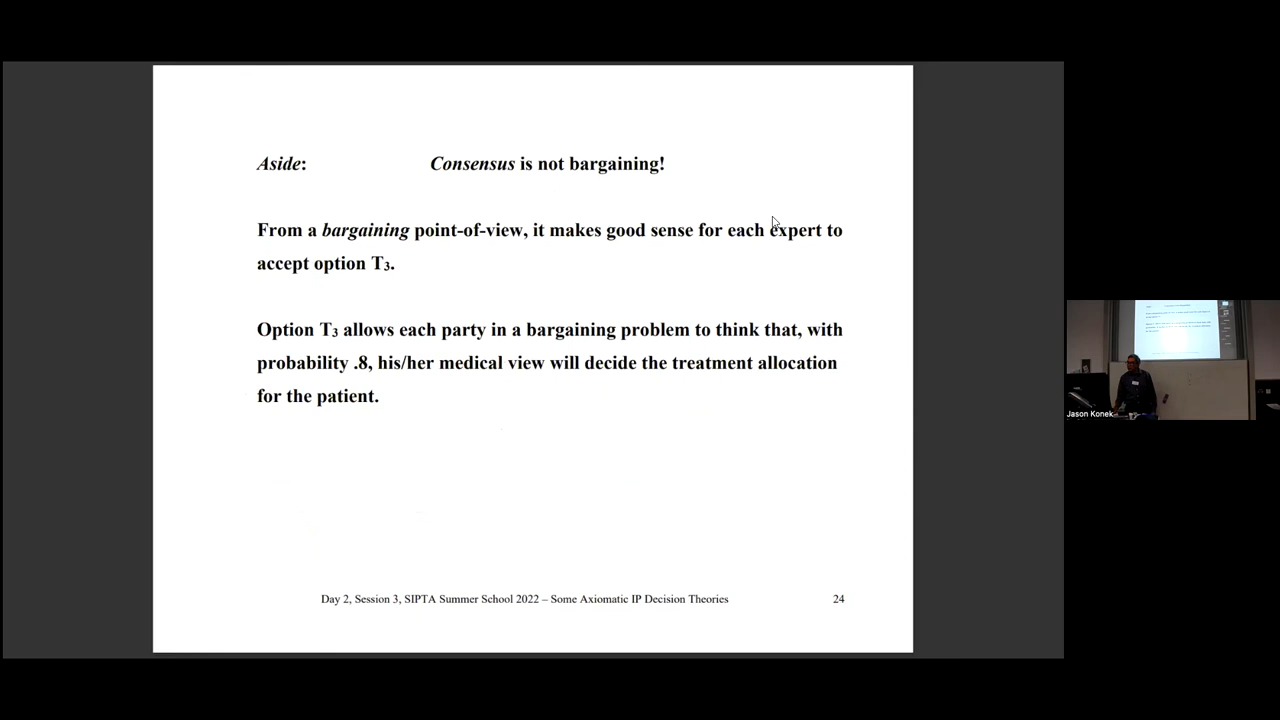 Aside: Consensus is not bargaining!
From a bargaining point-of-view, it makes good sense for each expert to
accept option T₃.
Option T₃ allows each party in a bargaining problem to think that, with
probability .8, his/her medical view will decide the treatment allocation
for the patient.
Day 2, Session 3, SIPTA Summer School 2022 – Some Axiomatic IP Decision Theories 24
Jason Konek